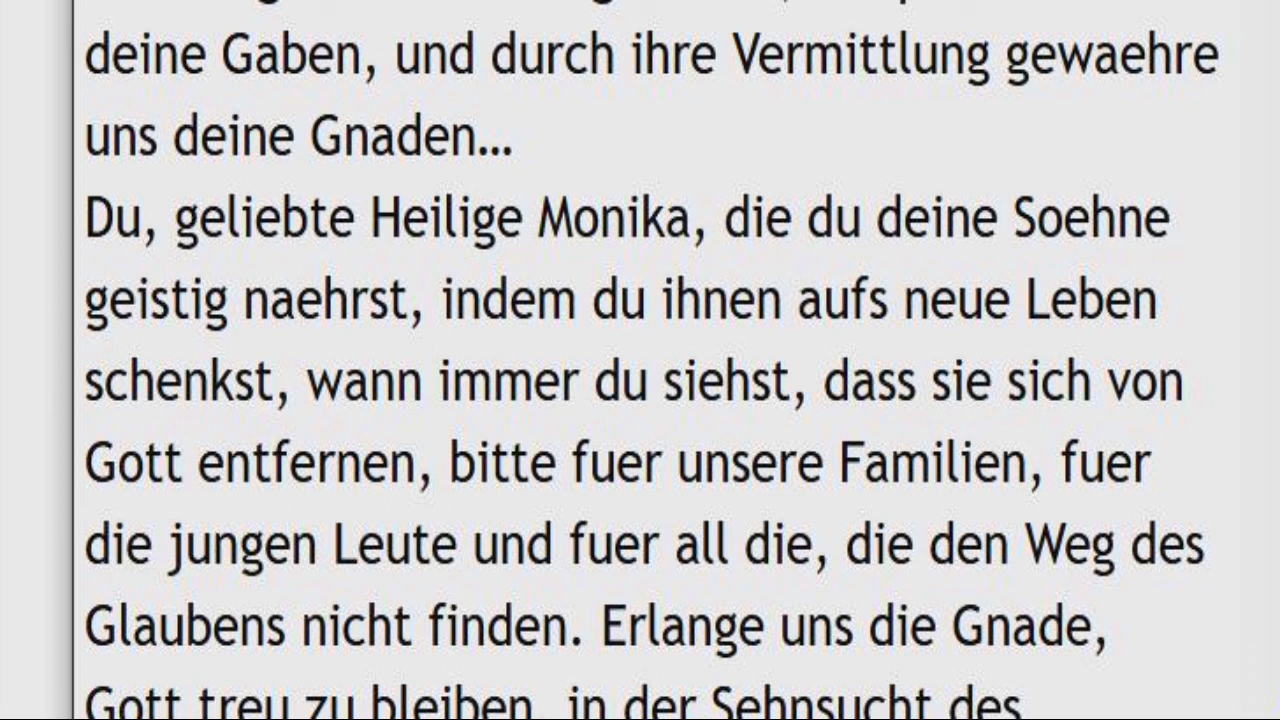 deine Gaben, und durch ihre Vermittlung gewaehre
uns deine Gnaden...
Du, geliebte Heilige Monika, die du deine Soehne
geistig naehrst, indem du ihnen aufs neue Leben
schenkst, wann immer du siehst, dass sie sich von
Gott entfernen, bitte fuer unsere Familien, fuer
die jungen Leute und fuer all die, die den Weg des
Glaubens nicht finden. Erlange uns die Gnade,
Gott treu zu bleiben, in der Sehnsucht des